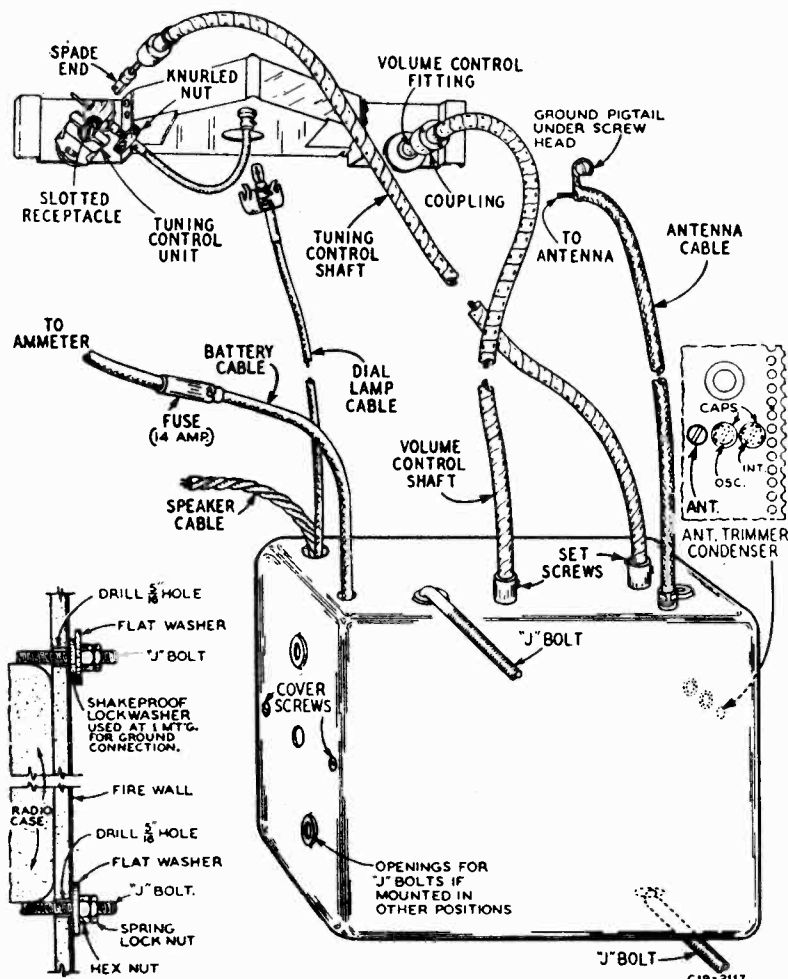 SPADE
END
KNURLED
NUT
VOLUME CONTROL
FITTING
GROUND PIGTAIL
UNDER SCREW
HEAD
SLOTTED
RECEPTACLE
TUNING
CONTROL
UNIT
COUPLING
TUNING
CONTROL
SHAFT
TO
ANTENNA
ANTENNA
CABLE
TO
AMMETER
BATTERY
CABLE
DIAL
LAMP
CABLE
FUSE
(14 AMP.)
CAPS
INT.
OSC.
ANT.
ANT. TRIMMER
CONDENSER
VOLUME
CONTROL
SHAFT
SPEAKER
CABLE
SET
SCREWS
DRILL 5/16" HOLE
FLAT WASHER
"J" BOLT
"J" BOLT
SHAKEPROOF
LOCKWASHER
USED AT 1 MT'G.
FOR GROUND
CONNECTION.
COVER
SCREWS
FIRE WALL
RADIO
CASE
DRILL 5/16" HOLE
FLAT WASHER
"J" BOLT.
SPRING
LOCK NUT
HEX NUT
OPENINGS FOR
"J" BOLTS IF
MOUNTED IN
OTHER POSITIONS
"J" BOLT